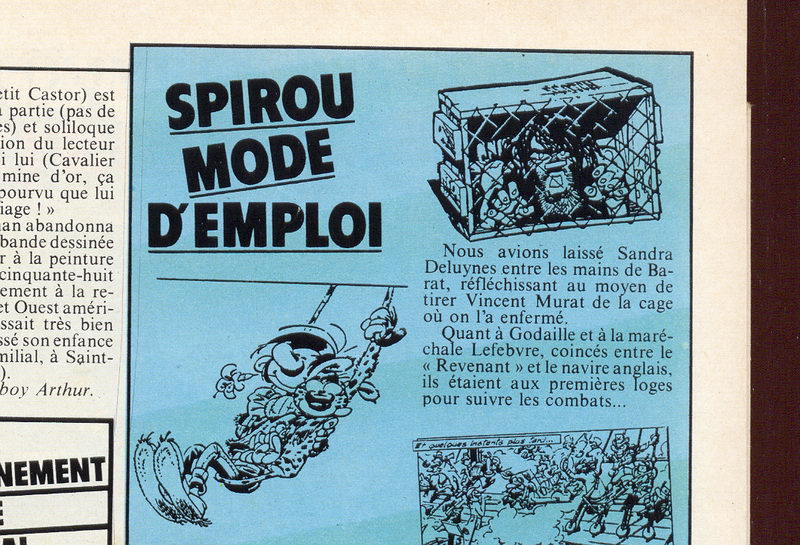 etit Castor) est
partie (pas de
es) et soliloque
ion du lecteur
i lui (Cavalier
mine d'or, ça
pourvu que lui
iage ! »
an abandonna
bande dessinée
r à la peinture
cinquante-huit
ement à la re-
et Ouest améri-
ssait très bien
ssé son enfance
milial, à Saint-
).
boy Arthur.
NEMENT
E
SPIROU
MODE
D'EMPLOI
Nous avions laissé Sandra
Deluynes entre les mains de Ba-
rat, réfléchissant au moyen de
tirer Vincent Murat de la cage
où on l'a enfermé.
Quant à Godaille et à la maré-
chale Lefebvre, coincés entre le
« Revenant » et le navire anglais,
ils étaient aux premières loges
pour suivre les combats...
Et quelques instants plus tard...